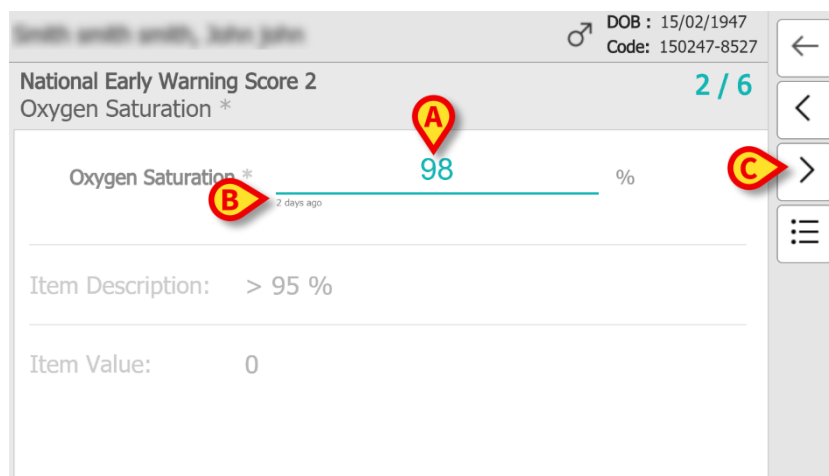 DOB : 15/02/1947
Code: 150247-8527
National Early Warning Score 2
2 / 6
Oxygen Saturation *
A
Oxygen Saturation * 98 %
B
2 days ago
C
Item Description: > 95 %
Item Value: 0